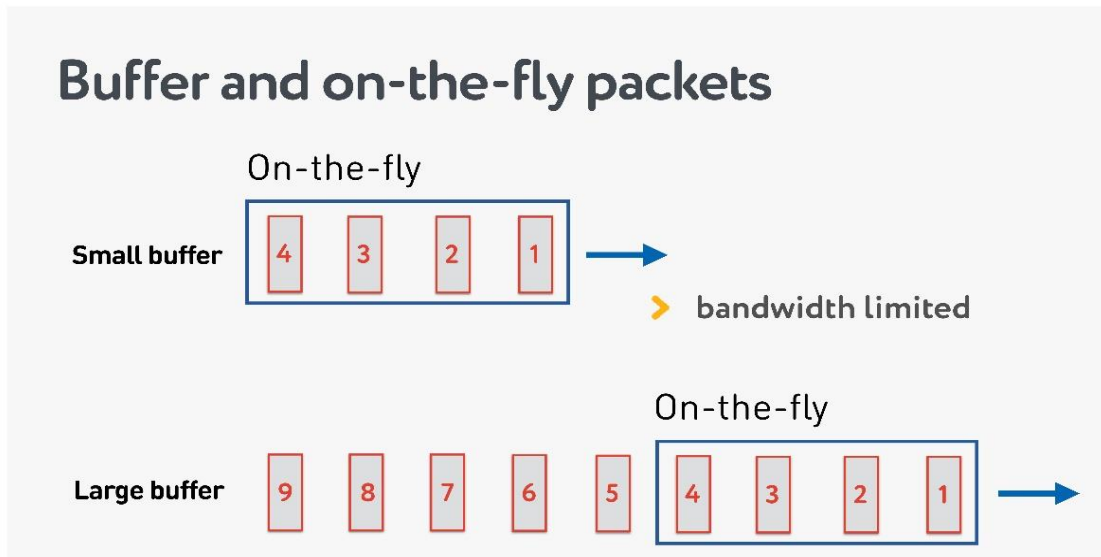 Buffer and on-the-fly packets
On-the-fly
Small buffer 4 3 2 1
bandwidth limited
On-the-fly
Large buffer 9 8 7 6 5 4 3 2 1